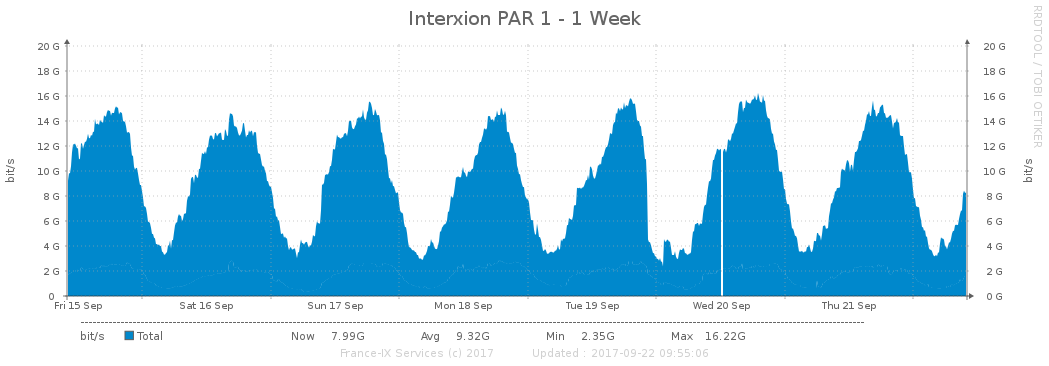 Interxion PAR 1 - 1 Week
RRDTOOL / TOBI OETIKER
20 G 20 G
18 G 18 G
16 G 16 G
14 G 14 G
12 G 12 G
10 G 10 G
8 G 8 G
6 G 6 G
4 G 4 G
2 G 2 G
0 0 G
bit/s
bit/s
Fri 15 Sep Sat 16 Sep Sun 17 Sep Mon 18 Sep Tue 19 Sep Wed 20 Sep Thu 21 Sep
bit/s Total Now 7.99G Avg 9.32G Min 2.35G Max 16.22G
France-IX Services (c) 2017 Updated : 2017-09-22 09:55:06